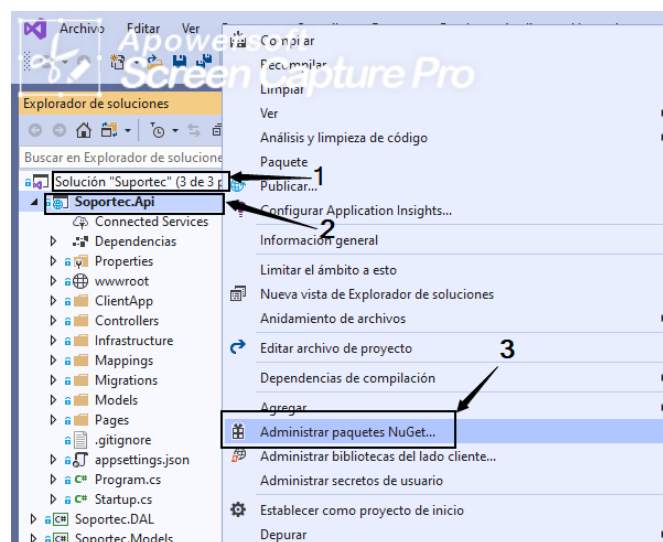 Archivo Editar Ver
Apowersoft
Screen Capture Pro
Explorador de soluciones
Buscar en Explorador de solucione
Solución "Suportec" (3 de 3 p
Soportec.Api
Connected Services
Dependencias
Properties
wwwroot
ClientApp
Controllers
Infrastructure
Mappings
Migrations
Models
Pages
.gitignore
appsettings.json
C# Program.cs
C# Startup.cs
C# Soportec.DAL
C# Soportec.Models
Compilar
Recompilar
Limpiar
Ver
Análisis y limpieza de código
Paquete
1
Publicar...
Configurar Application Insights...
2
Información general
Limitar el ámbito a esto
Nueva vista de Explorador de soluciones
Anidamiento de archivos
Editar archivo de proyecto
3
Dependencias de compilación
Agregar
Administrar paquetes NuGet...
Administrar bibliotecas del lado cliente...
Administrar secretos de usuario
Establecer como proyecto de inicio
Depurar